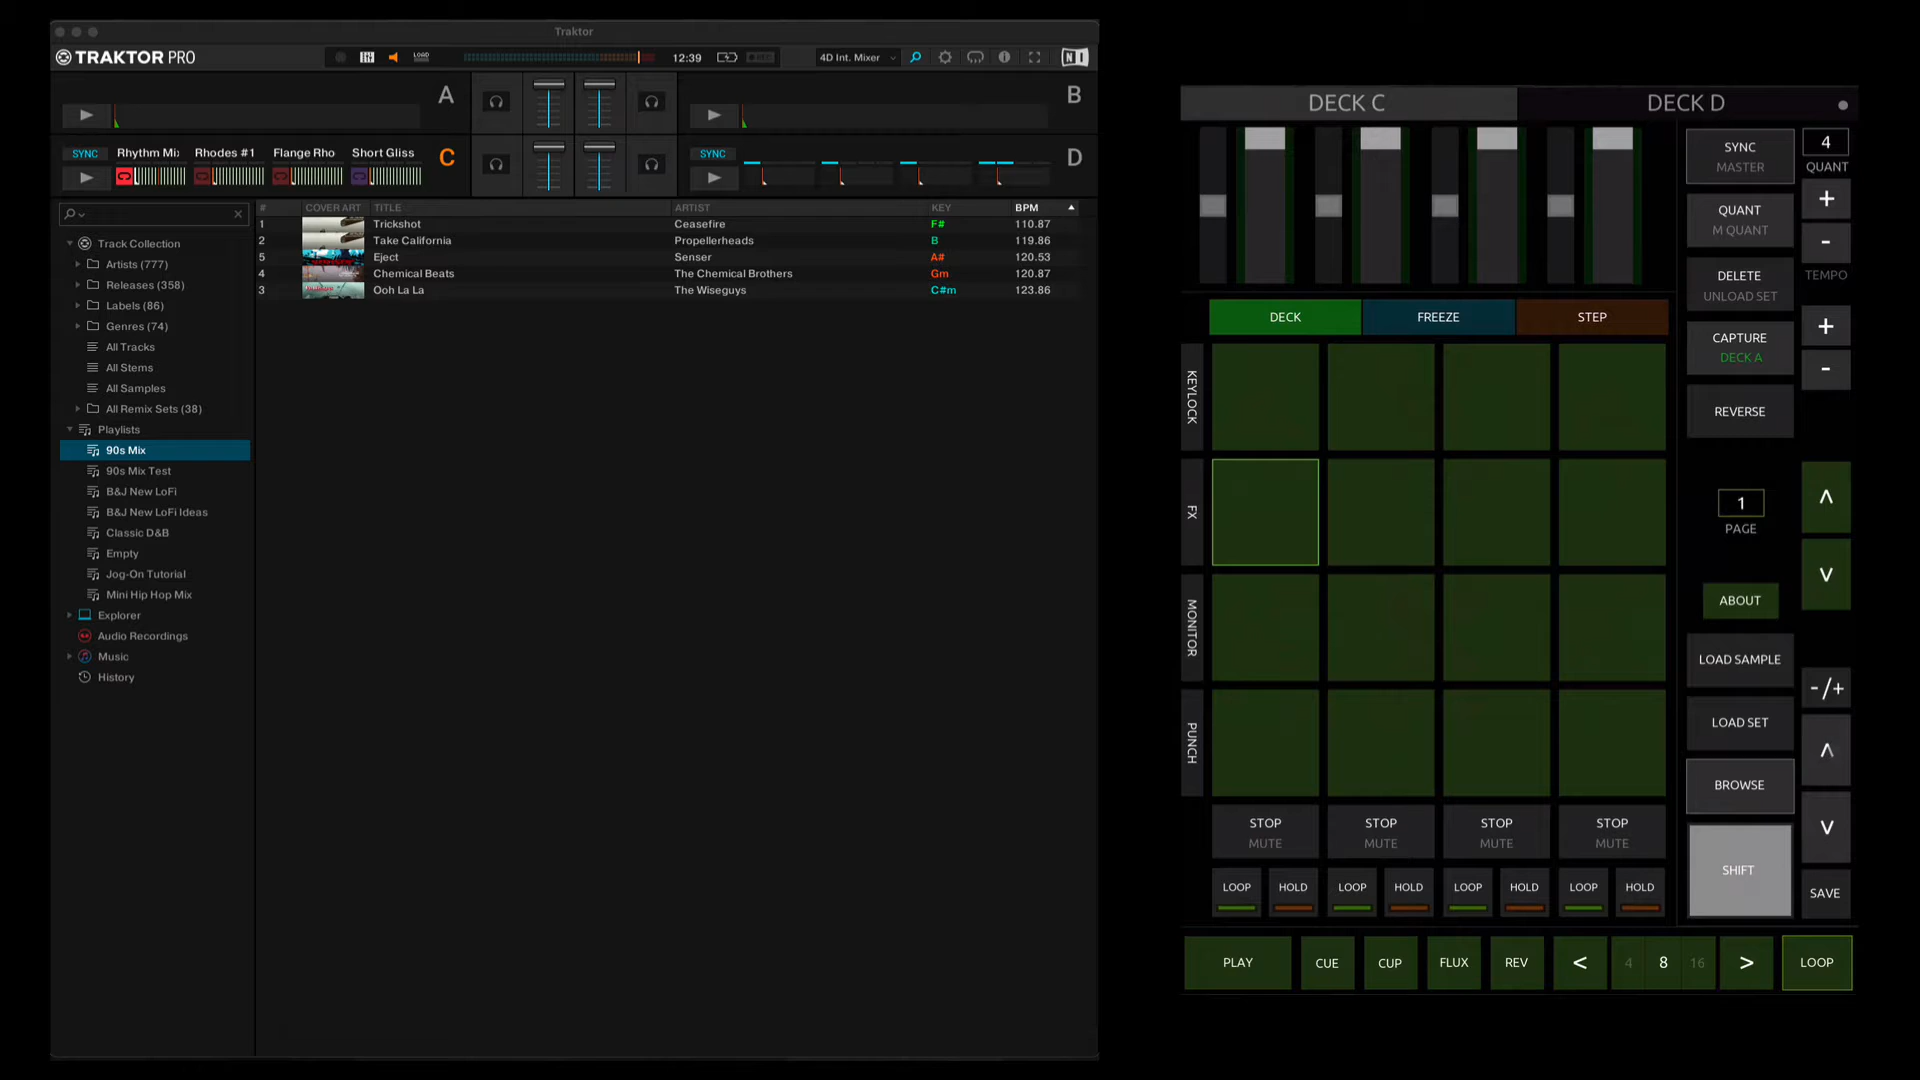 Traktor
TRAKTOR PRO
LOAD
12:39
REC
4D Int. Mixer
NI
A
B
SYNC
Rhythm Mi
Rhodes #1
Flange Rho
Short Gliss
C
SYNC
D
#
COVER ART
TITLE
ARTIST
KEY
BPM
1
Trickshot
Ceasefire
F#
110.87
2
Take California
Propellerheads
B
119.86
5
Eject
Senser
A#
120.53
4
Chemical Beats
The Chemical Brothers
Gm
120.87
3
Ooh La La
The Wiseguys
C#m
123.86
Track Collection
Artists (777)
Releases (358)
Labels (86)
Genres (74)
All Tracks
All Stems
All Samples
All Remix Sets (38)
Playlists
90s Mix
90s Mix Test
B&J New LoFi
B&J New LoFi Ideas
Classic D&B
Empty
Jog-On Tutorial
Mini Hip Hop Mix
Explorer
Audio Recordings
Music
History
DECK C
DECK D
SYNC
MASTER
4
QUANT
+
QUANT
M QUANT
-
DELETE
UNLOAD SET
TEMPO
+
CAPTURE
DECK A
-
REVERSE
DECK
FREEZE
STEP
KEYLOCK
FX
MONITOR
PUNCH
1
PAGE
ʌ
v
ABOUT
LOAD SAMPLE
-/+
LOAD SET
ʌ
BROWSE
v
SHIFT
SAVE
STOP
MUTE
STOP
MUTE
STOP
MUTE
STOP
MUTE
LOOP
HOLD
LOOP
HOLD
LOOP
HOLD
LOOP
HOLD
PLAY
CUE
CUP
FLUX
REV
<
4
8
16
>
LOOP